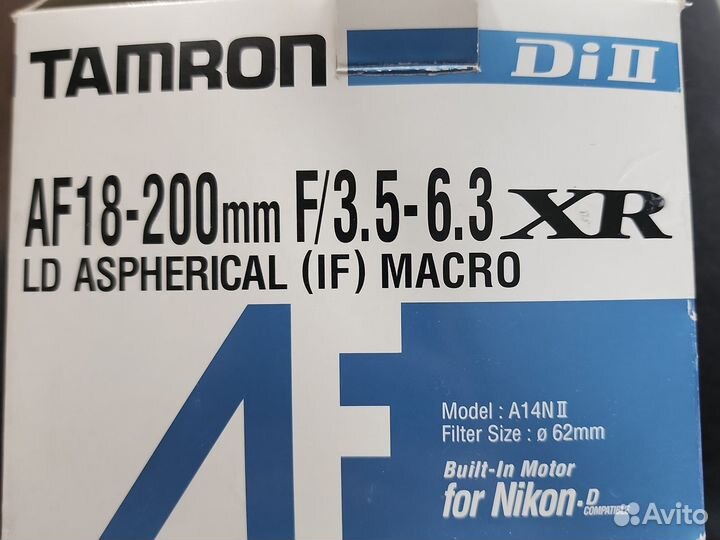 TAMRON
Di II
AF18-200mm F/3.5-6.3 XR
LD ASPHERICAL (IF) MACRO
AF
Model : A14N II
Filter Size : ø 62mm
Built-In Motor
for Nikon-D
COMPATIBLE
Avito